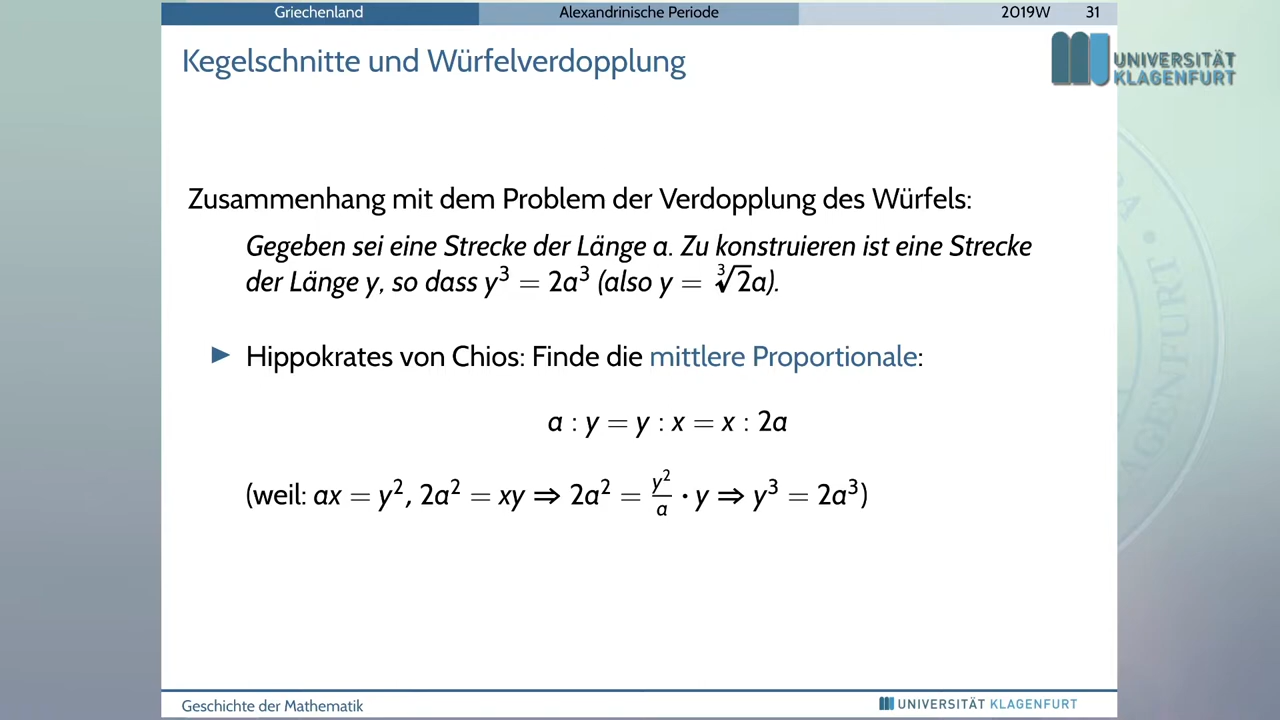 Griechenland Alexandrinische Periode 2019W 31
Kegelschnitte und Würfelverdopplung
UNIVERSITÄT
KLAGENFURT
Zusammenhang mit dem Problem der Verdopplung des Würfels:
Gegeben sei eine Strecke der Länge a. Zu konstruieren ist eine Strecke
der Länge y, so dass y³ = 2a³ (also y = ∛2a).
▶ Hippokrates von Chios: Finde die mittlere Proportionale:
a : y = y : x = x : 2a
(weil: ax = y², 2a² = xy ⇒ 2a² = y²/a · y ⇒ y³ = 2a³)
Geschichte der Mathematik UNIVERSITÄT KLAGENFURT